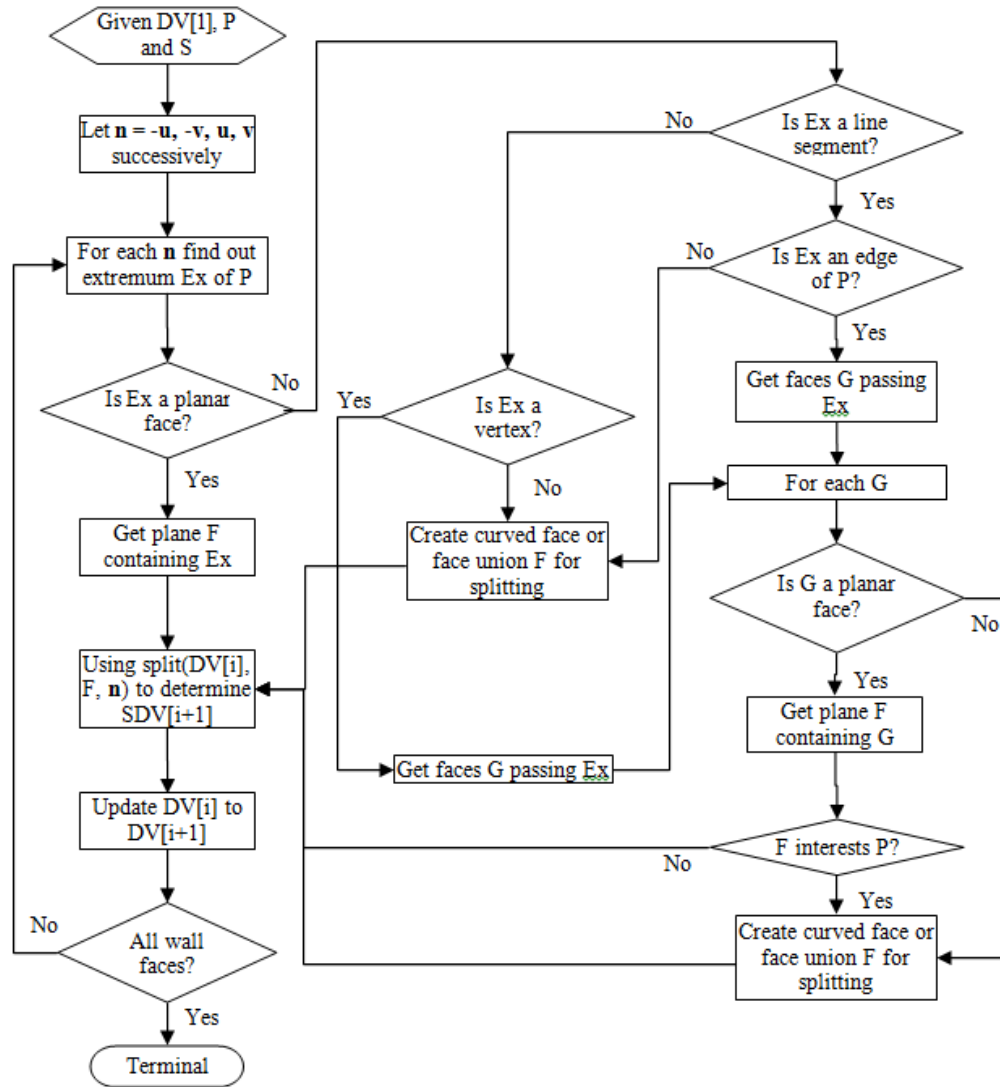 Given DV[1], P
and S
Let n = -u, -v, u, v
successively
For each n find out
extremum Ex of P
Is Ex a planar
face?
No
Yes
Get plane F
containing Ex
Using split(DV[i],
F, n) to determine
SDV[i+1]
Update DV[i] to
DV[i+1]
All wall
faces?
No
Yes
Terminal
Is Ex a line
segment?
No
Yes
Is Ex an edge
of P?
No
Yes
Get faces G passing
Ex
Is Ex a
vertex?
Yes
No
Create curved face or
face union F for
splitting
Get faces G passing Ex
For each G
Is G a planar
face?
No
Yes
Get plane F
containing G
F interests P?
No
Yes
Create curved face or
face union F for
splitting